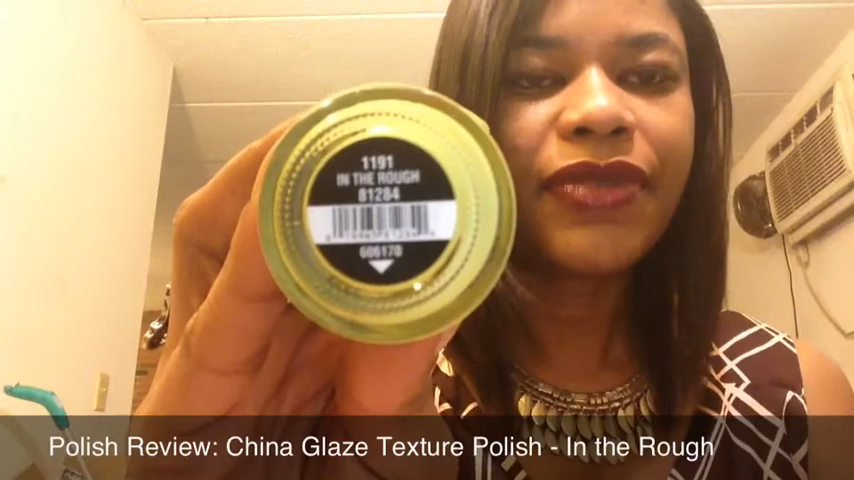 1191
IN THE ROUGH
81284
606170
Polish Review: China Glaze Texture Polish - In the Rough